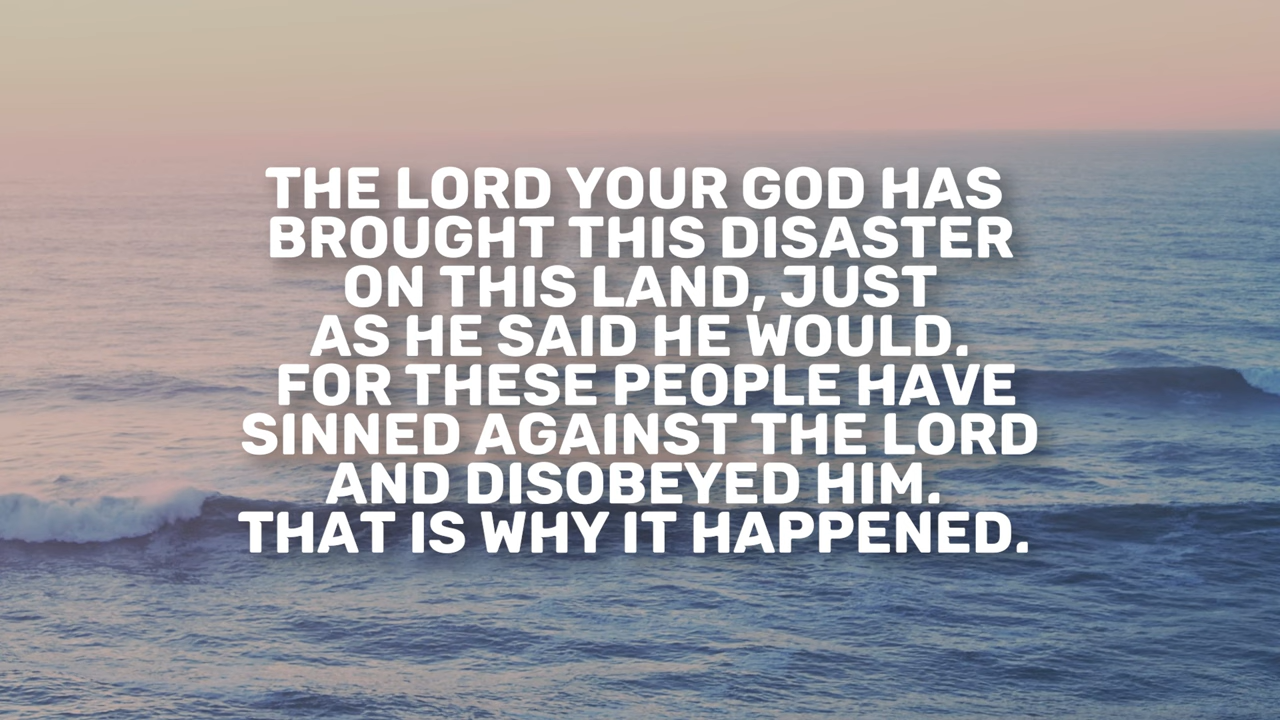 THE LORD YOUR GOD HAS
BROUGHT THIS DISASTER
ON THIS LAND, JUST
AS HE SAID HE WOULD.
FOR THESE PEOPLE HAVE
SINNED AGAINST THE LORD
AND DISOBEYED HIM.
THAT IS WHY IT HAPPENED.